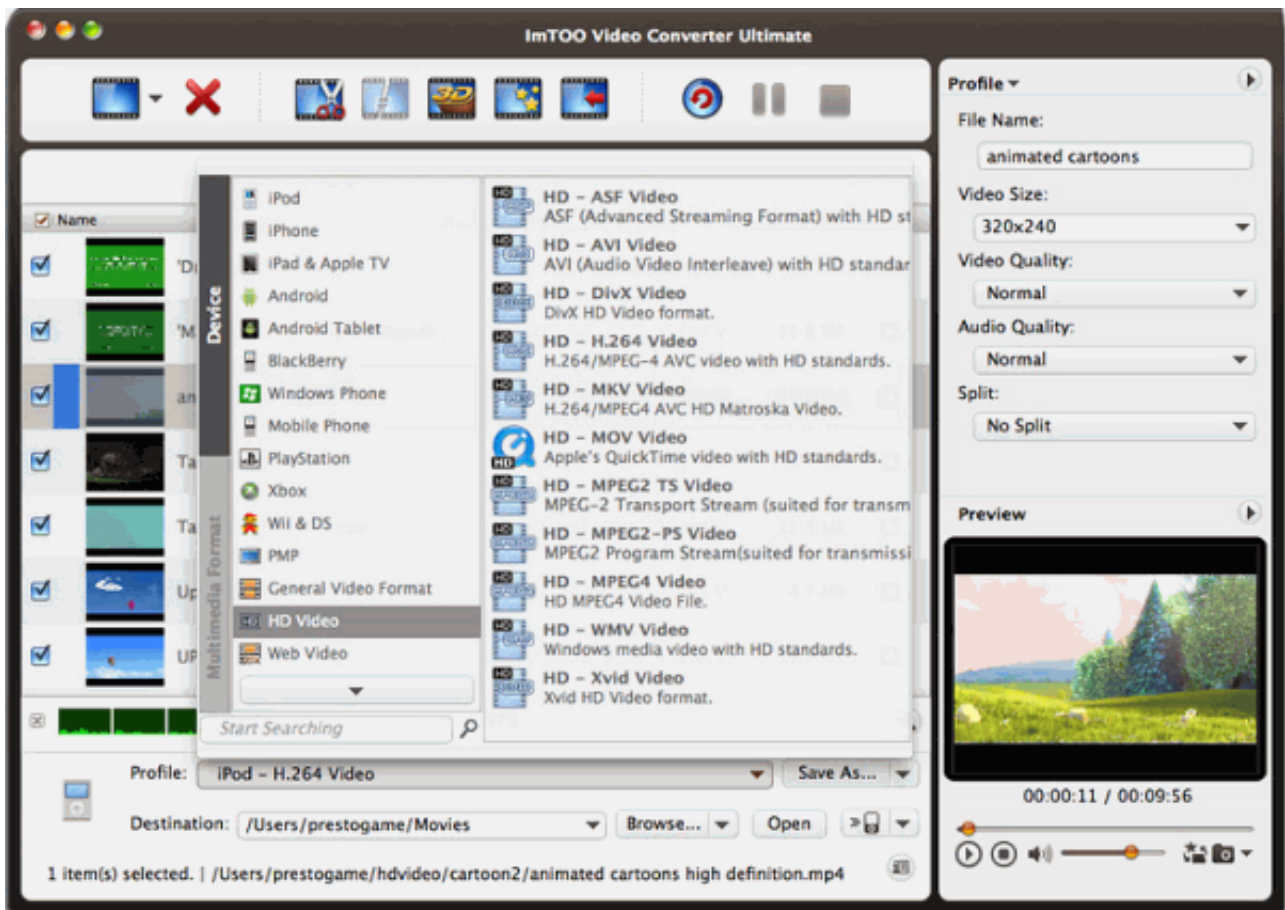 ImTOO Video Converter Ultimate
3D
Name
Device
Multimedia Format
iPod
iPhone
iPad & Apple TV
Android
Android Tablet
BlackBerry
Windows Phone
Mobile Phone
PlayStation
Xbox
Wii & DS
PMP
General Video Format
HD Video
Web Video
Start Searching
HD - ASF Video
ASF (Advanced Streaming Format) with HD st
HD - AVI Video
AVI (Audio Video Interleave) with HD standar
HD - DivX Video
DivX HD Video format.
HD - H.264 Video
H.264/MPEG-4 AVC video with HD standards.
HD - MKV Video
H.264/MPEG4 AVC HD Matroska Video.
HD - MOV Video
Apple's QuickTime video with HD standards.
HD - MPEG2 TS Video
MPEG-2 Transport Stream (suited for transm
HD - MPEG2-PS Video
MPEG2 Program Stream(suited for transmissi
HD - MPEG4 Video
HD MPEG4 Video File.
HD - WMV Video
Windows media video with HD standards.
HD - Xvid Video
Xvid HD Video format.
Profile: iPod - H.264 Video Save As...
Destination: /Users/prestogame/Movies Browse... Open
1 item(s) selected. | /Users/prestogame/hdvideo/cartoon2/animated cartoons high definition.mp4
Profile
File Name:
animated cartoons
Video Size:
320x240
Video Quality:
Normal
Audio Quality:
Normal
Split:
No Split
Preview
00:00:11 / 00:09:56